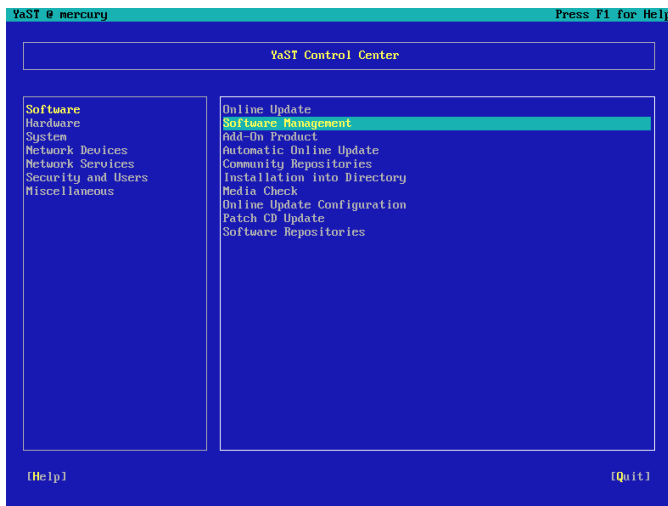 YaST @ mercury Press F1 for Help
YaST Control Center
Software
Hardware
System
Network Devices
Network Services
Security and Users
Miscellaneous
Online Update
Software Management
Add-On Product
Automatic Online Update
Community Repositories
Installation into Directory
Media Check
Online Update Configuration
Patch CD Update
Software Repositories
[Help] [Quit]